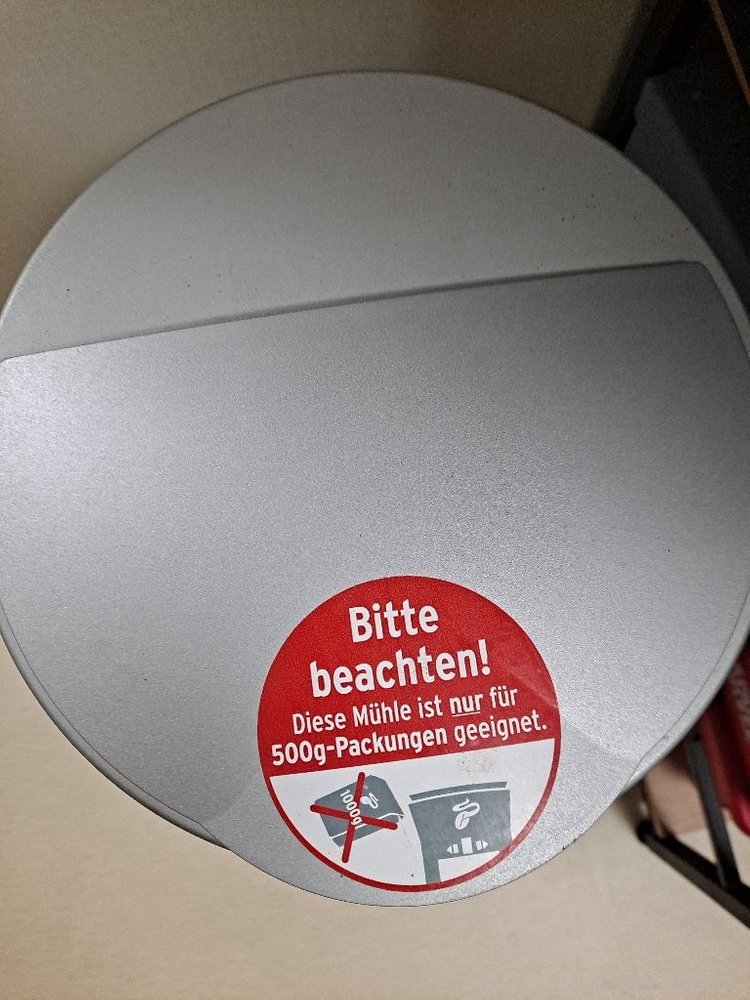 Bitte
beachten!
Diese Mühle ist nur für
500g-Packungen geeignet.
1000g!